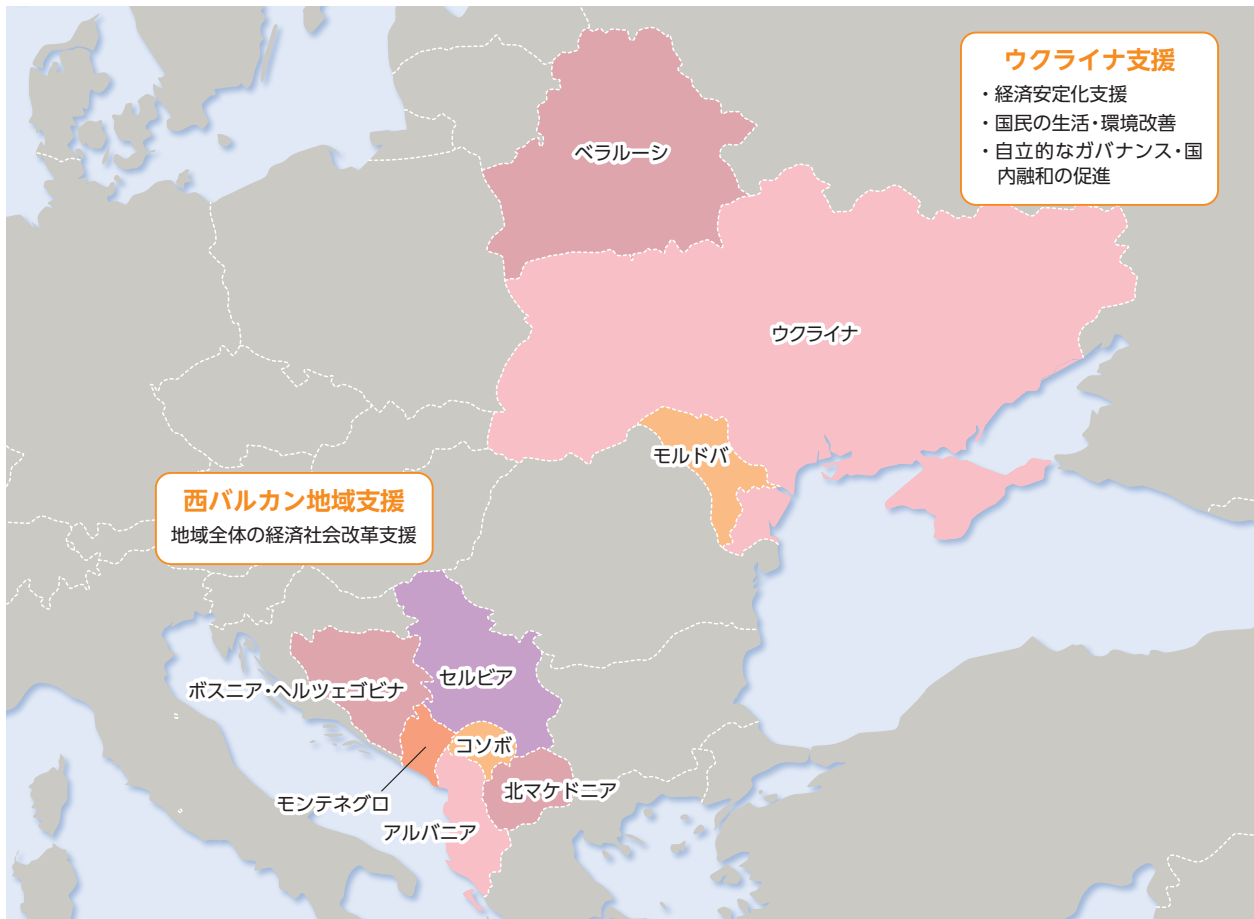 ウクライナ支援
・経済安定化支援
・国民の生活・環境改善
・自立的なガバナンス・国
内融和の促進
ベラルーシ
ウクライナ
モルドバ
西バルカン地域支援
地域全体の経済社会改革支援
セルビア
ボスニア・ヘルツェゴビナ
コソボ
北マケドニア
モンテネグロ
アルバニア